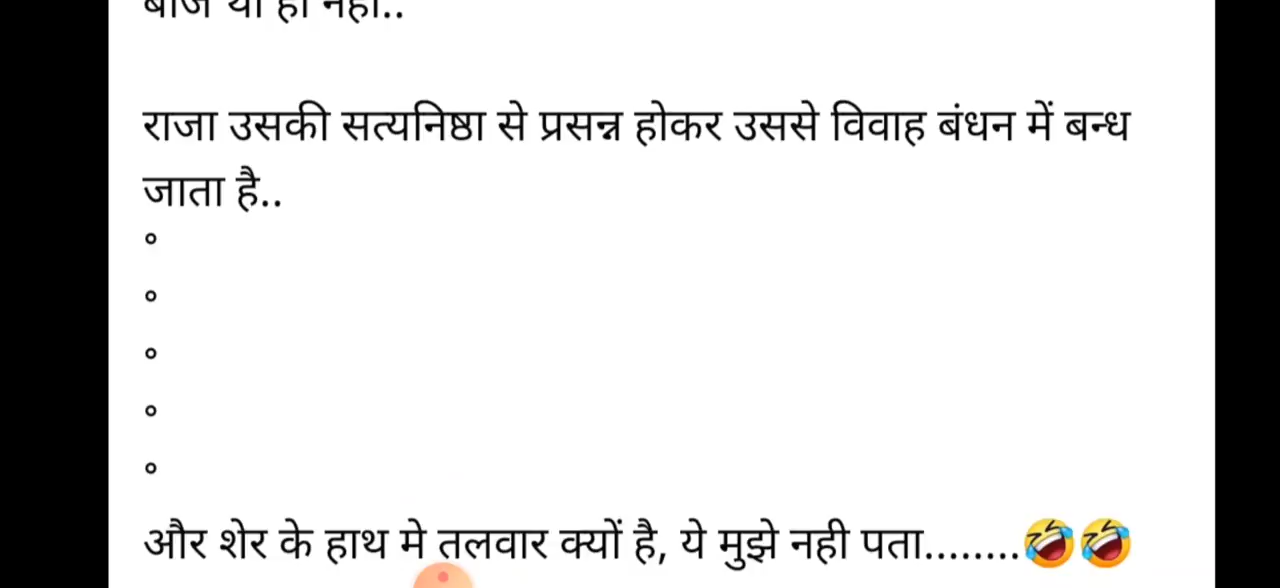 राजा उसकी सत्यनिष्ठा से प्रसन्न होकर उससे विवाह बंधन में बन्ध
जाता है..
°
°
°
°
°
और शेर के हाथ मे तलवार क्यों है, ये मुझे नही पता........🤣🤣